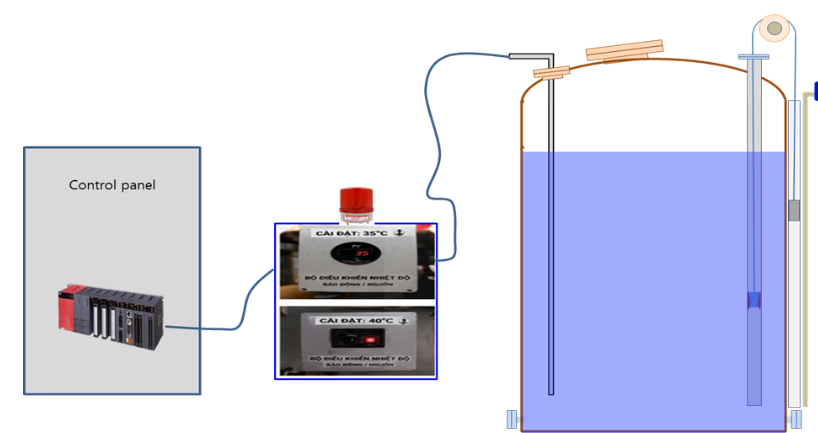 Control panel
CÀI ĐẶT: 35°C
PV
35
BỘ ĐIỀU KHIỂN NHIỆT ĐỘ
BÁO ĐỘNG / NGUỒN
CÀI ĐẶT: 40°C
BỘ ĐIỀU KHIỂN NHIỆT ĐỘ
BÁO ĐỘNG / NGUỒN